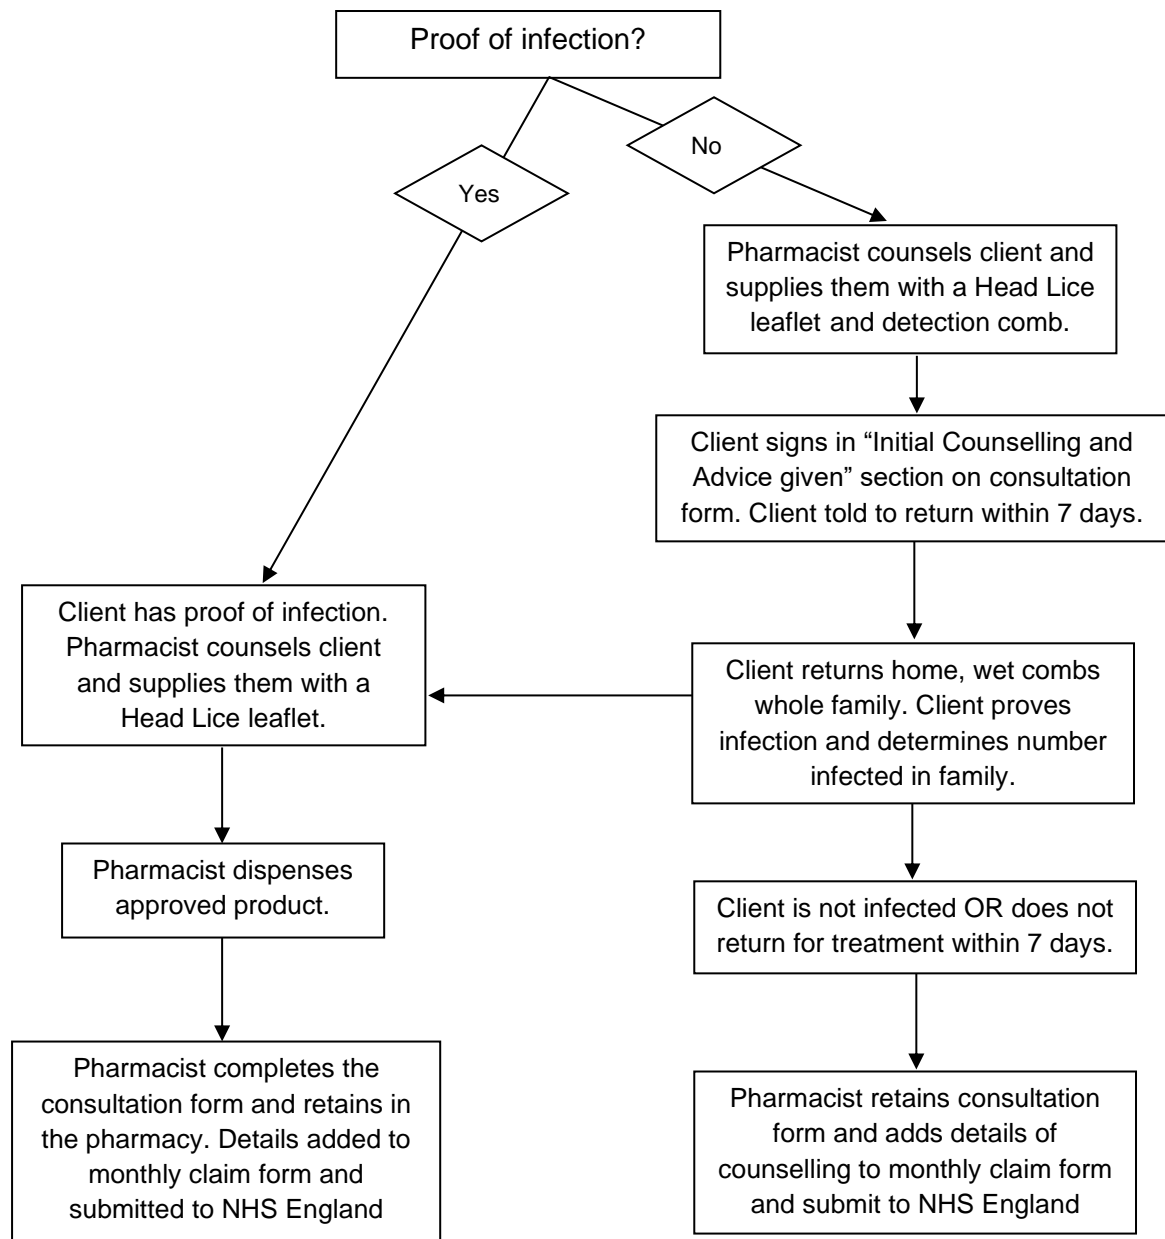 Proof of infection?
No
Yes
Pharmacist counsels client and
supplies them with a Head Lice
leaflet and detection comb.
Client signs in “Initial Counselling and
Advice given” section on consultation
form. Client told to return within 7 days.
Client has proof of infection.
Pharmacist counsels client
and supplies them with a
Head Lice leaflet.
Client returns home, wet combs
whole family. Client proves
infection and determines number
infected in family.
Pharmacist dispenses
approved product.
Client is not infected OR does not
return for treatment within 7 days.
Pharmacist completes the
consultation form and retains in
the pharmacy. Details added to
monthly claim form and
submitted to NHS England
Pharmacist retains consultation
form and adds details of
counselling to monthly claim form
and submit to NHS England